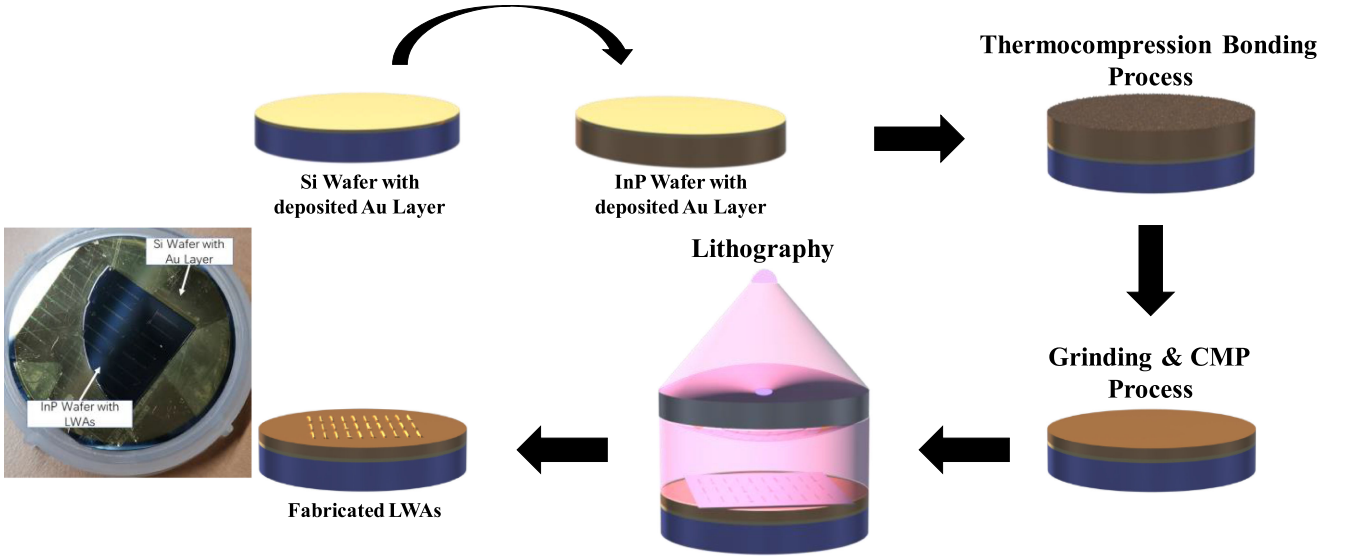 Thermocompression Bonding
Process
Si Wafer with
deposited Au Layer
InP Wafer with
deposited Au Layer
Lithography
Si Wafer with
Au Layer
InP Wafer with
LWAs
Grinding & CMP
Process
Fabricated LWAs